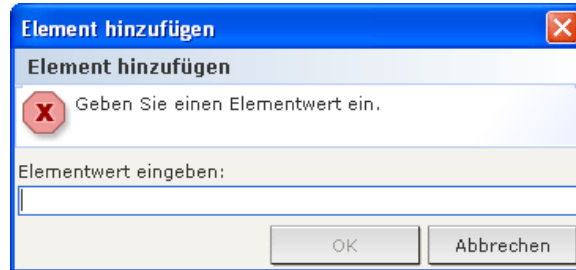 Element hinzufügen
Element hinzufügen
Geben Sie einen Elementwert ein.
Elementwert eingeben:
OK Abbrechen